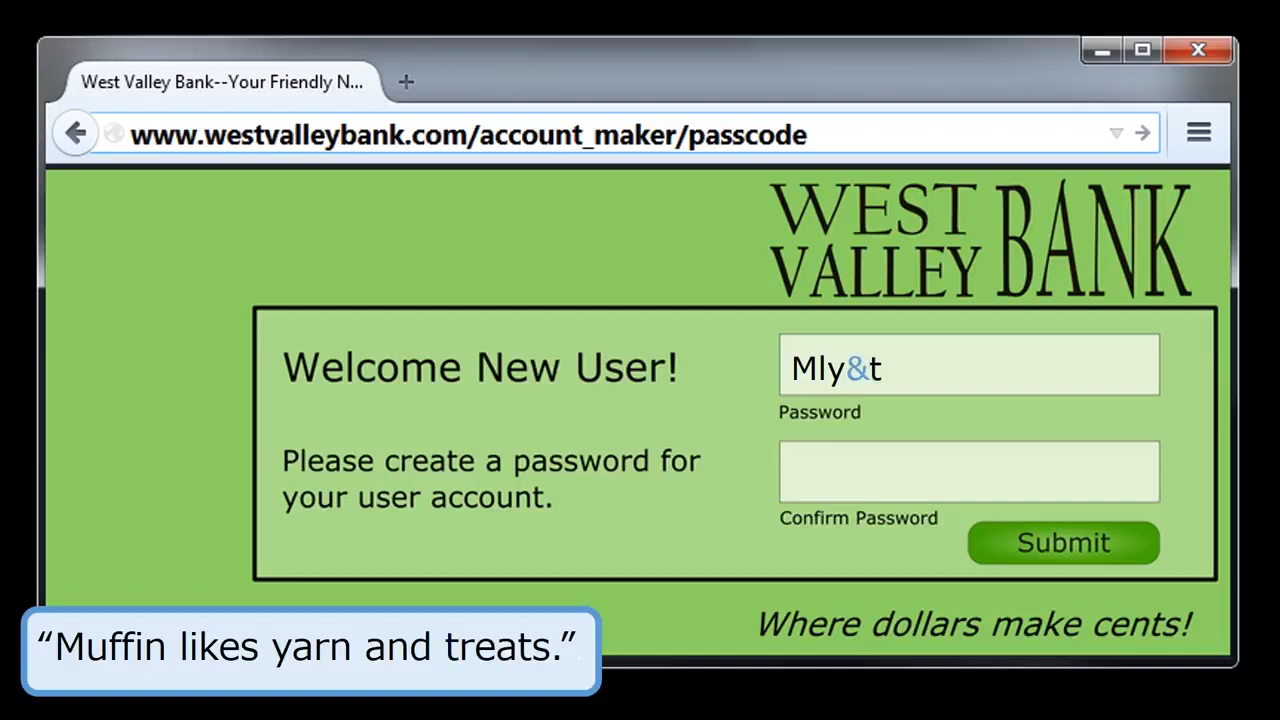 West Valley Bank--Your Friendly N...
www.westvalleybank.com/account_maker/passcode
WEST VALLEY BANK
Welcome New User!
Mly&t
Password
Please create a password for
your user account.
Confirm Password
Submit
Where dollars make cents!
“Muffin likes yarn and treats.”